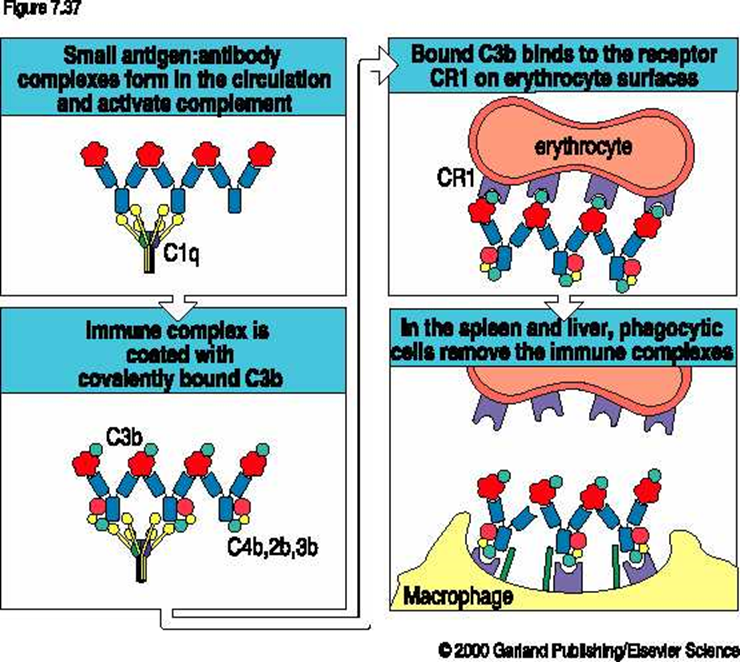 Figure 7.37
Small antigen:antibody
complexes form in the circulation
and activate complement
C1q
Immune complex is
coated with
covalently bound C3b
C3b
C4b,2b,3b
Bound C3b binds to the receptor
CR1 on erythrocyte surfaces
erythrocyte
CR1
In the spleen and liver, phagocytic
cells remove the immune complexes
Macrophage
© 2000 Garland Publishing/Elsevier Science